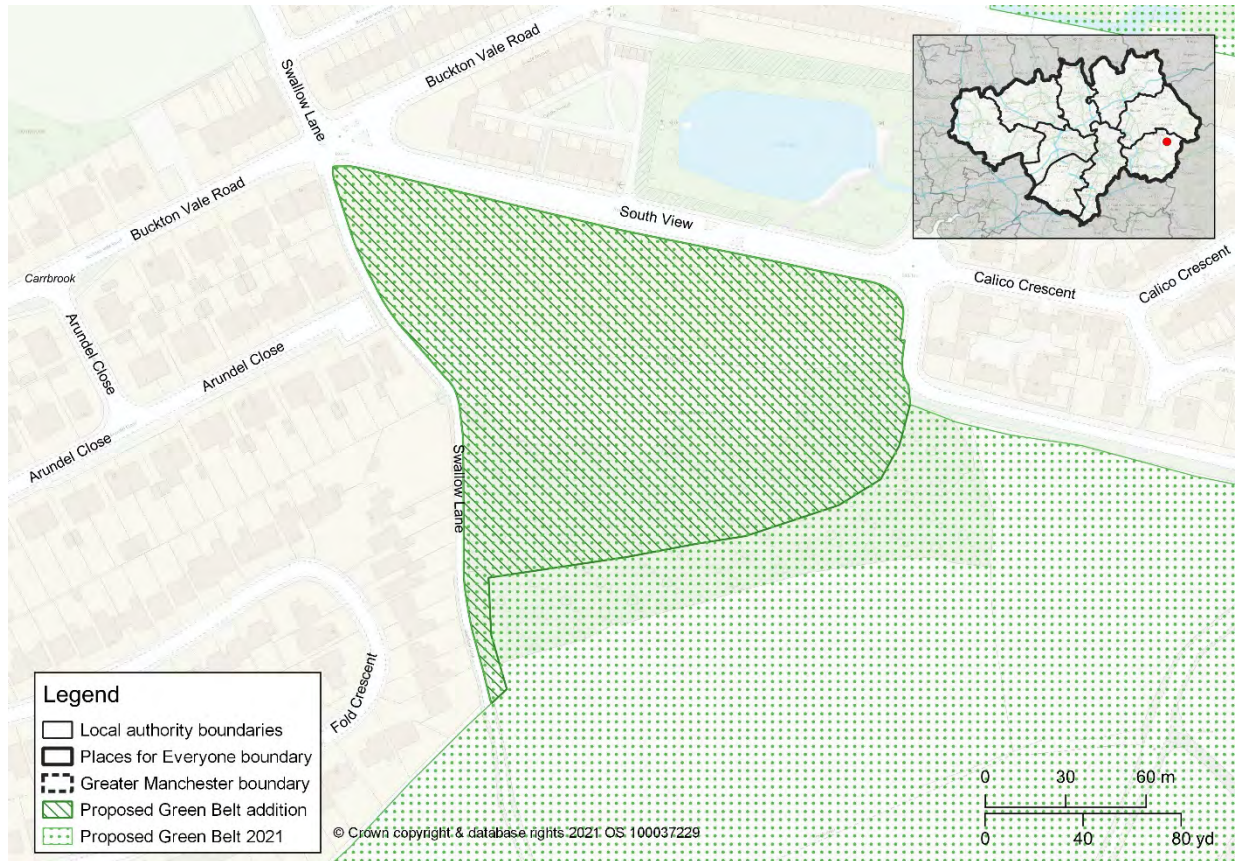 Swallow Lane
Buckton Vale Road
Buckton Vale Road
South View
Calico Crescent
Calico Crescent
Carrbrook
Arundel Close
Arundel Close
Arundel Close
Swallow Lane
Fold Crescent
Legend
Local authority boundaries
Places for Everyone boundary
Greater Manchester boundary
Proposed Green Belt addition
Proposed Green Belt 2021
© Crown copyright & database rights 2021 OS 100037229
0 30 60 m
0 40 80 yd